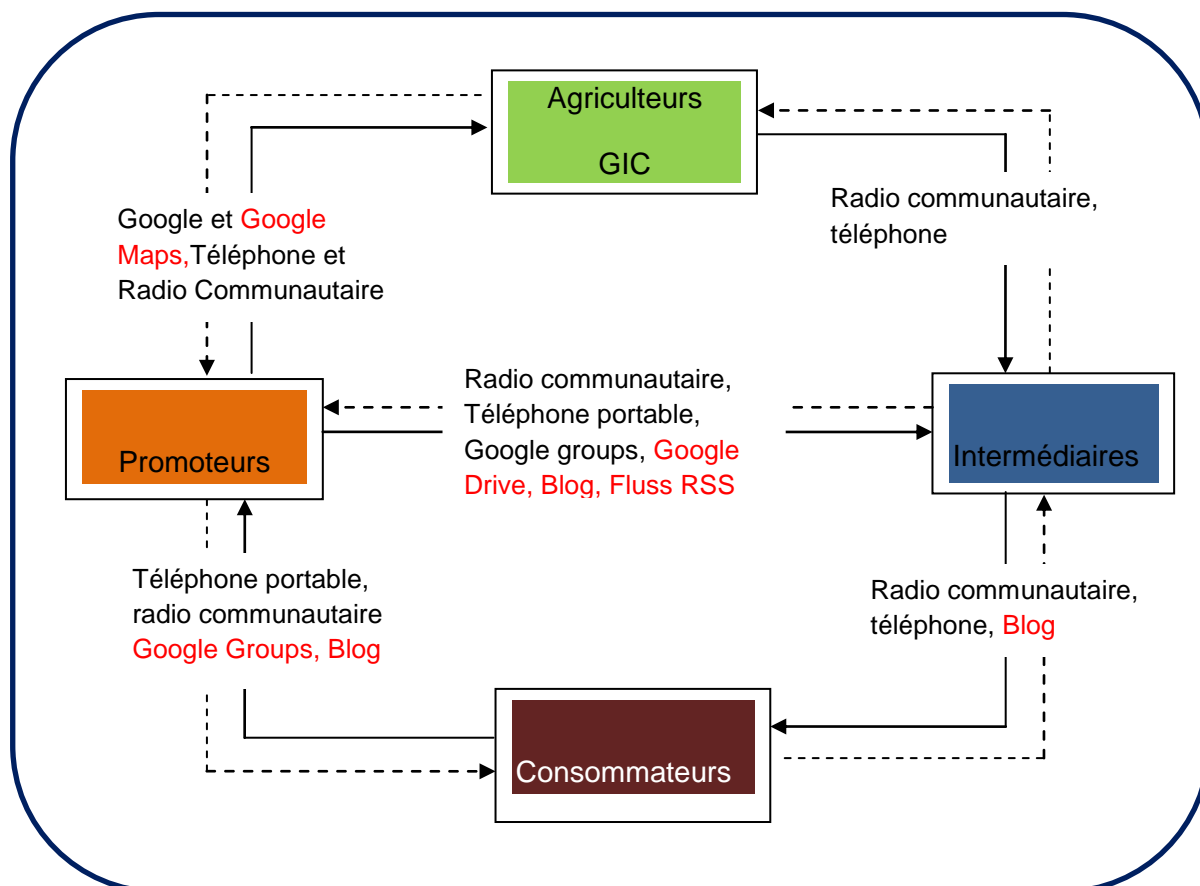 Agriculteurs
GIC
Google et Google
Maps,Téléphone et
Radio Communautaire
Radio communautaire,
téléphone
Radio communautaire,
Téléphone portable,
Google groups, Google
Drive, Blog, Fluss RSS
Promoteurs
Intermédiaires
Téléphone portable,
radio communautaire
Google Groups, Blog
Radio communautaire,
téléphone, Blog
Consommateurs